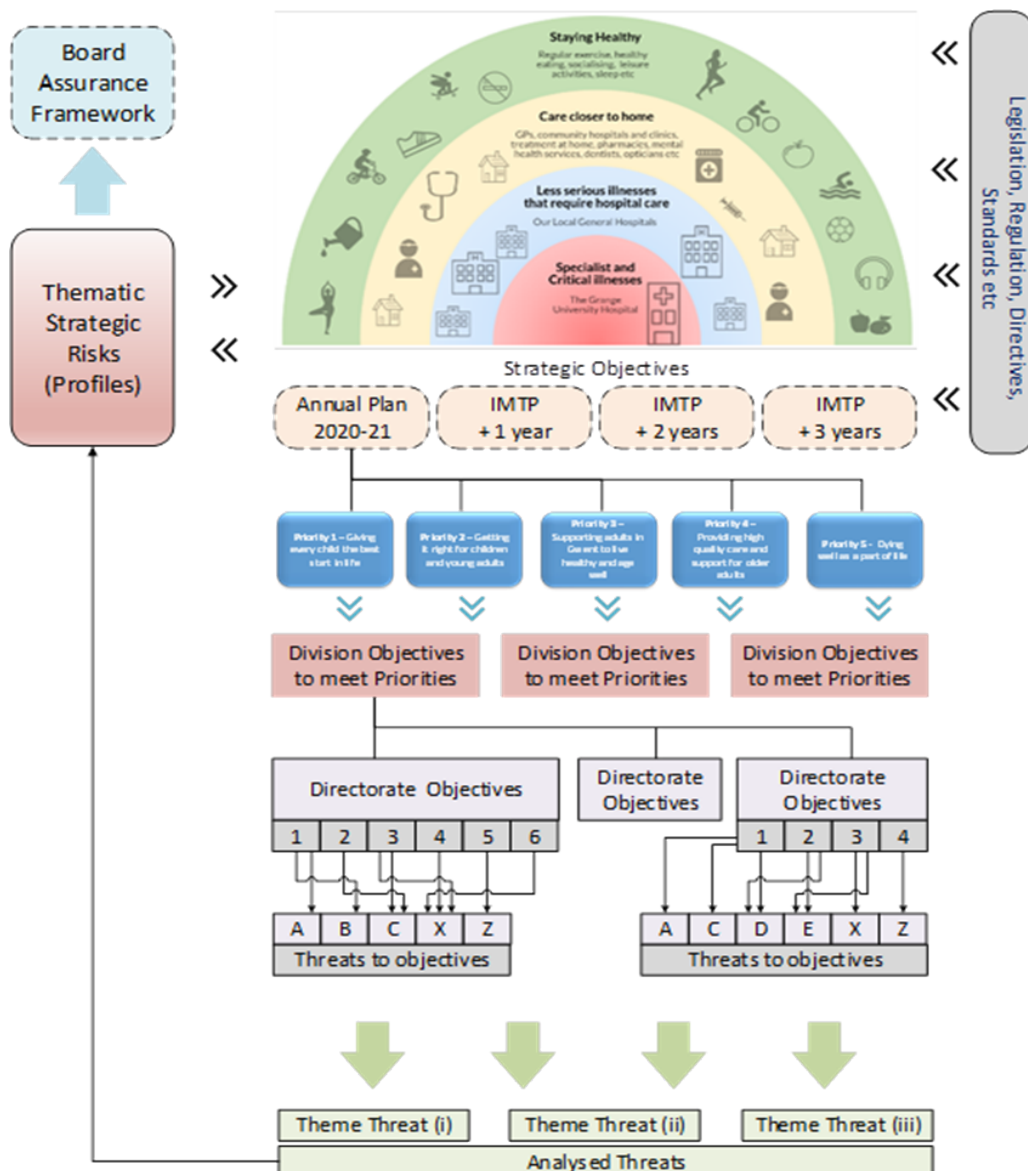 Board
Assurance
Framework
Thematic
Strategic
Risks
(Profiles)
Staying Healthy
Regular exercise, healthy
eating, socialising, leisure
activities, sleep etc
Care closer to home
GPs, community hospitals and clinics,
treatment at home, pharmacies, mental
health services, dentists, opticians etc
Less serious illnesses
that require hospital care
Our Local General Hospitals
Specialist and
Critical illnesses
The Grange
University Hospital
Legislation, Regulation, Directives,
Standards etc
Strategic Objectives
Annual Plan
2020-21
IMTP
+ 1 year
IMTP
+ 2 years
IMTP
+ 3 years
Priority 1 – Giving
every child the best
start in life
Priority 2 – Getting
it right for children
and young adults
Priority 3 –
Supporting adults in
Gwent to live
healthy and age
well
Priority 4 –
Providing high
quality care and
support for older
adults
Priority 5 - Dying
well as a part of life
Division Objectives
to meet Priorities
Division Objectives
to meet Priorities
Division Objectives
to meet Priorities
Directorate Objectives
1 2 3 4 5 6
Directorate
Objectives
Directorate
Objectives
1 2 3 4
A B C X Z
Threats to objectives
A C D E X Z
Threats to objectives
Theme Threat (i)
Theme Threat (ii)
Theme Threat (iii)
Analysed Threats